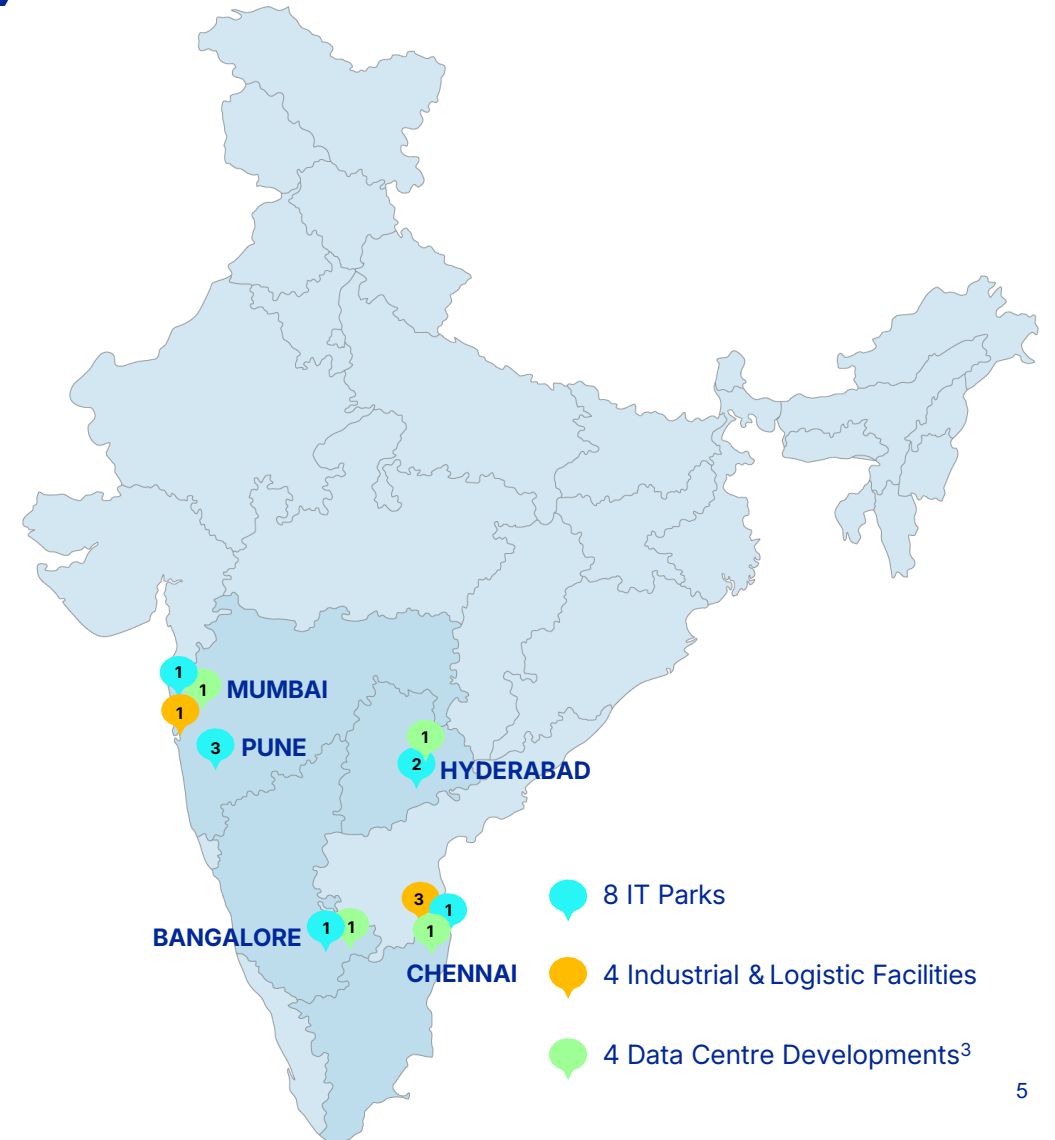 1
1
MUMBAI
1
3
PUNE
1
2
HYDERABAD
3
1
1
1
1
BANGALORE
CHENNAI
8 IT Parks
4 Industrial & Logistic Facilities
4 Data Centre Developments³
5